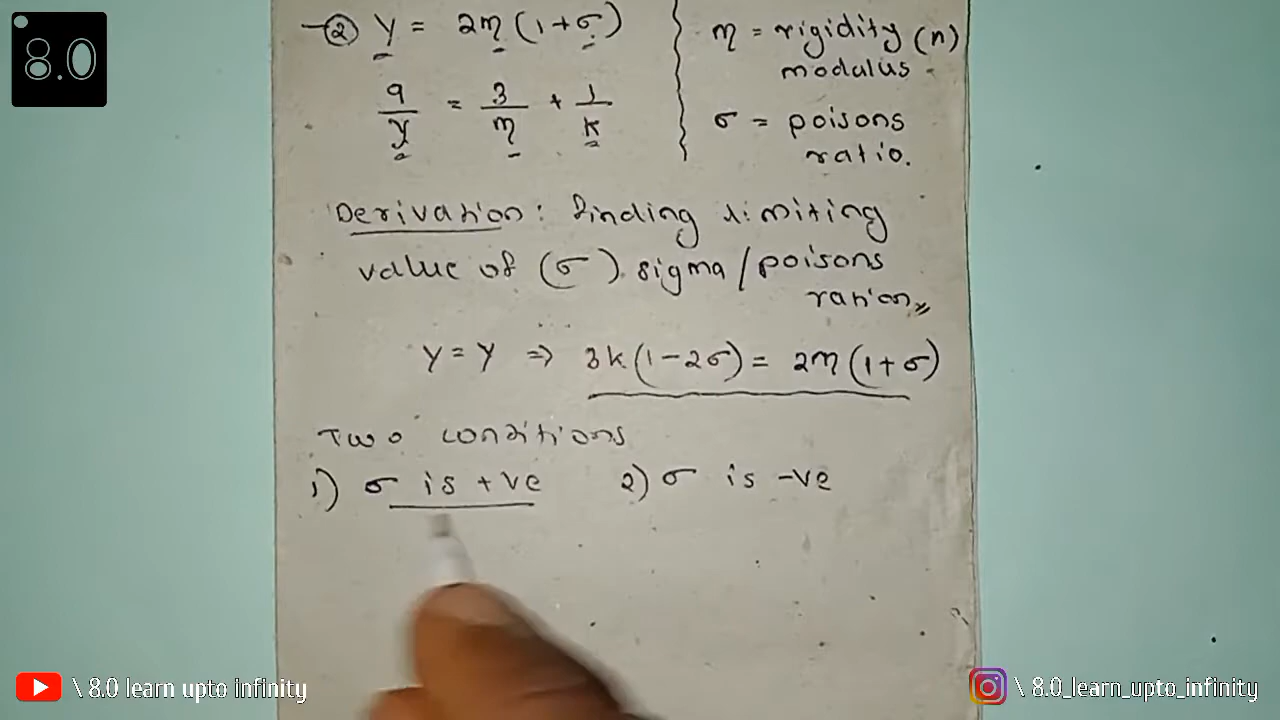 8.0
② Y = 2η(1+σ)
9/Y = 3/η + 1/k
η = rigidity (n)
modalus
σ = poisons
ratio.
Derivation: finding limiting
value of (σ) sigma/poisons
ration
Y = Y ⇒ 3k(1-2σ) = 2η(1+σ)
Two conditions
1) σ is +ve 2) σ is -ve
\ 8.0 learn upto infinity
\ 8.0_learn_upto_infinity